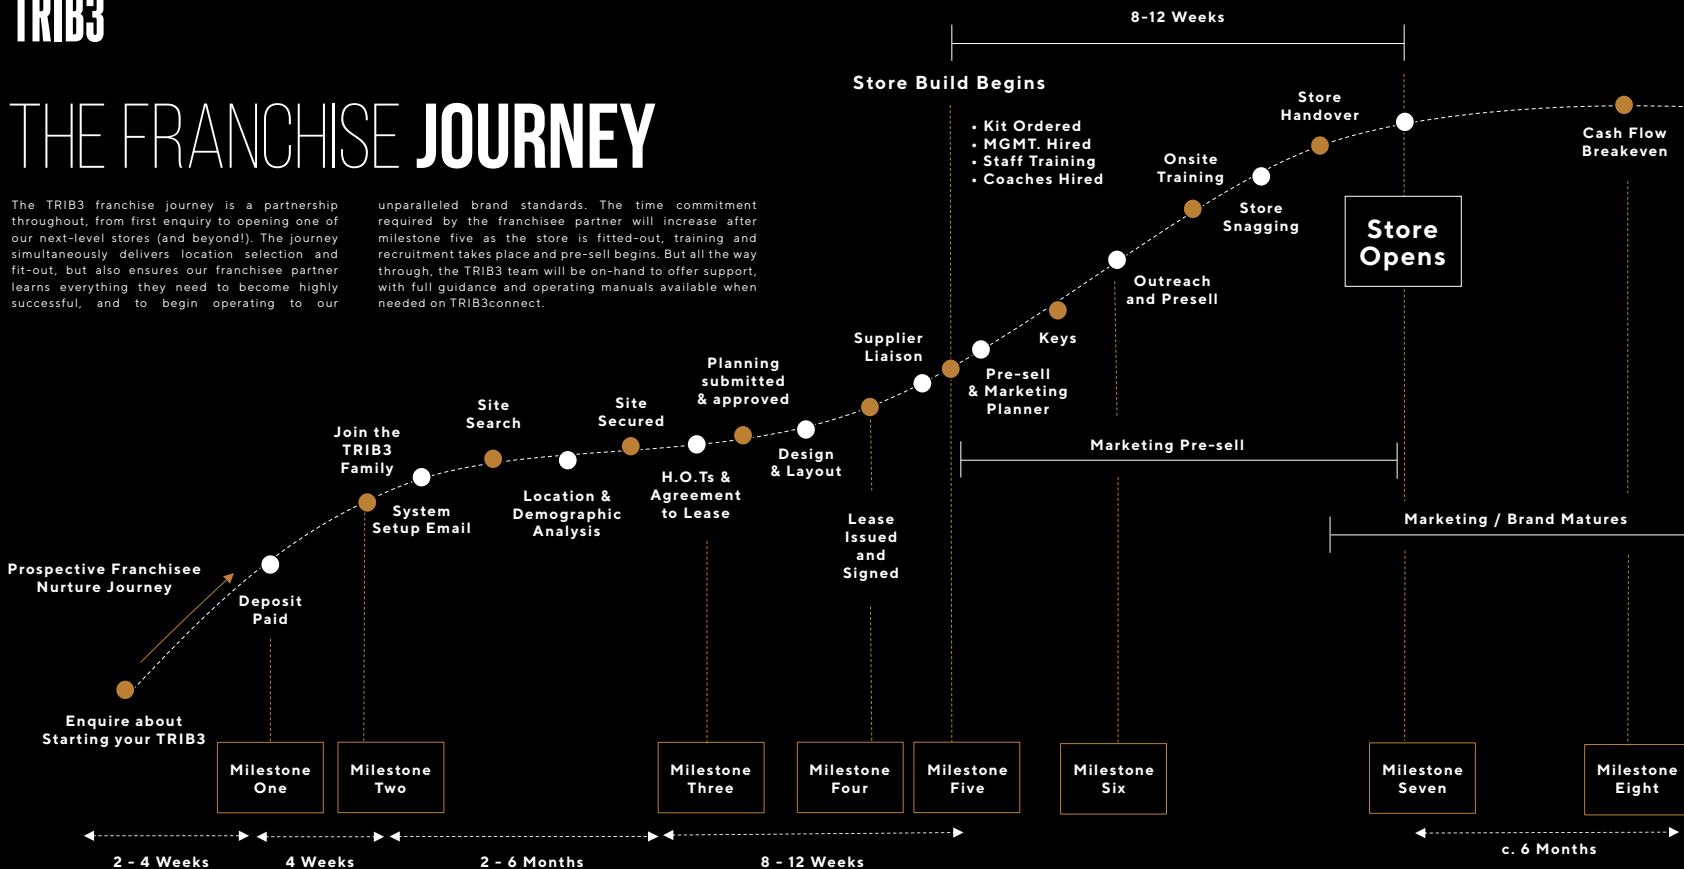 TRIB3
THE FRANCHISE JOURNEY
The TRIB3 franchise journey is a partnership
throughout, from first enquiry to opening one of
our next-level stores (and beyond!). The journey
simultaneously delivers location selection and
fit-out, but also ensures our franchisee partner
learns everything they need to become highly
successful, and to begin operating to our
unparalleled brand standards. The time commitment
required by the franchisee partner will increase after
milestone five as the store is fitted-out, training and
recruitment takes place and pre-sell begins. But all the way
through, the TRIB3 team will be on-hand to offer support,
with full guidance and operating manuals available when
needed on TRIB3connect.
8-12 Weeks
Store Build Begins
• Kit Ordered
• MGMT. Hired
• Staff Training
• Coaches Hired
Enquire about
Starting your TRIB3
Prospective Franchisee
Nurture Journey
Deposit
Paid
Join the
TRIB3
Family
System
Setup Email
Site
Search
Location &
Demographic
Analysis
Site
Secured
H.O.Ts &
Agreement
to Lease
Planning
submitted
& approved
Design
& Layout
Lease
Issued
and
Signed
Supplier
Liaison
Pre-sell
& Marketing
Planner
Keys
Outreach
and Presell
Onsite
Training
Store
Snagging
Store
Handover
Store
Opens
Cash Flow
Breakeven
Marketing Pre-sell
Marketing / Brand Matures
Milestone
One
Milestone
Two
Milestone
Three
Milestone
Four
Milestone
Five
Milestone
Six
Milestone
Seven
Milestone
Eight
2 - 4 Weeks
4 Weeks
2 - 6 Months
8 - 12 Weeks
c. 6 Months